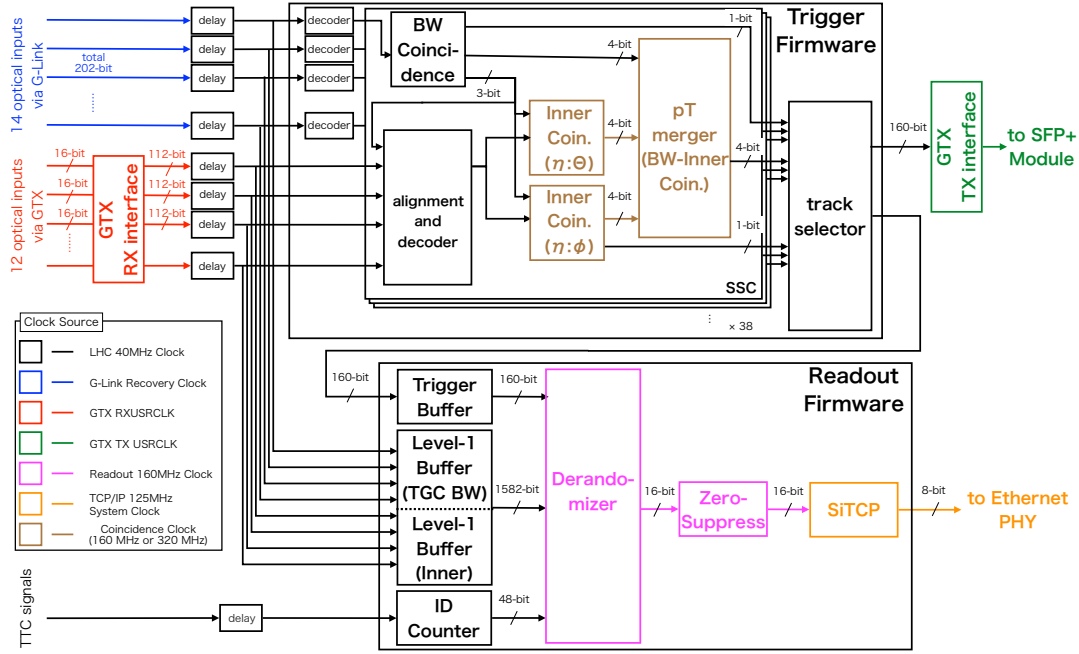 14 optical inputs
via G-Link
total
202-bit
......
delay
delay
delay
delay
decoder
decoder
decoder
decoder
BW
Coinci-
dence
Trigger
Firmware
1-bit
4-bit
3-bit
12 optical inputs
via GTX
16-bit
16-bit
16-bit
......
GTX
RX interface
112-bit
112-bit
112-bit
delay
delay
delay
delay
alignment
and
decoder
Inner
Coin.
(η:Θ)
Inner
Coin.
(η:ϕ)
4-bit
4-bit
pT
merger
(BW-Inner
Coin.)
4-bit
1-bit
SSC
...
× 38
track
selector
160-bit
GTX
TX interface
to SFP+
Module
Clock Source
LHC 40MHz Clock
G-Link Recovery Clock
GTX RXUSRCLK
GTX TX USRCLK
Readout 160MHz Clock
TCP/IP 125MHz
System Clock
Coincidence Clock
(160 MHz or 320 MHz)
Readout
Firmware
160-bit
Trigger
Buffer
160-bit
Level-1
Buffer
(TGC BW)
Level-1
Buffer
(Inner)
1582-bit
TTC signals
delay
ID
Counter
48-bit
Derando-
mizer
16-bit
Zero-
Suppress
16-bit
SiTCP
8-bit
to Ethernet
PHY